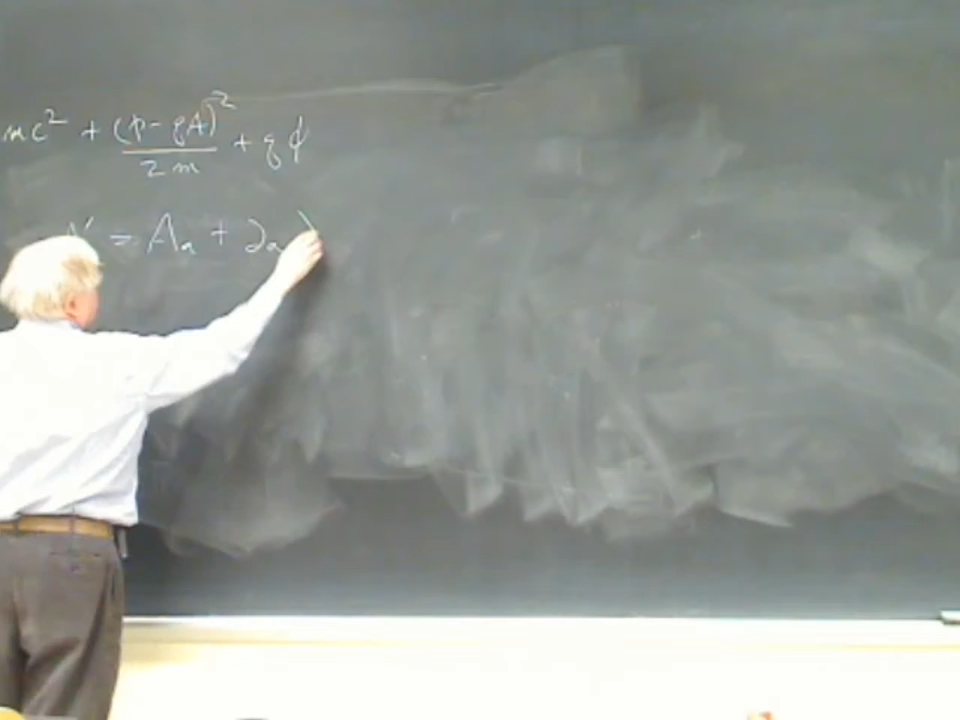 mc² + (p - qA)² / 2m + qϕ
A' = Aₐ + ∂ₐ